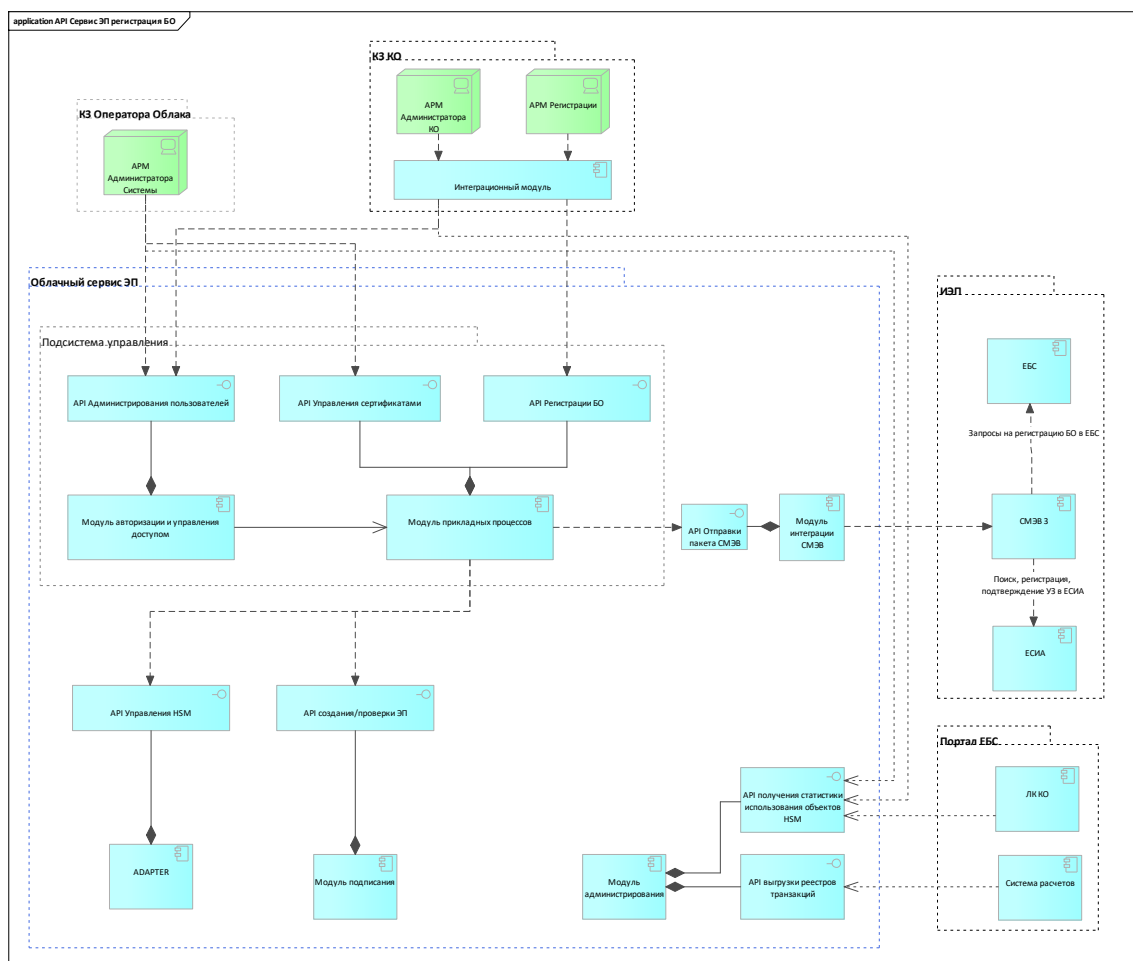 application API Сервис ЭП регистрация БО
КЗ КО
АРМ
Администратора
КО
АРМ Регистрации
КЗ Оператора Облака
АРМ
Администратора
Системы
Интеграционный модуль
Облачный сервис ЭП
ИЭП
Подсистема управления
ЕБС
API Администрирования пользователей
API Управления сертификатами
API Регистрации БО
Запросы на регистрацию БО в ЕБС
Модуль авторизации и управления
доступом
Модуль прикладных процессов
API Отправки
пакета СМЭВ
Модуль
интеграции
СМЭВ
СМЭВ 3
Поиск, регистрация,
подтверждение УЗ в ЕСИА
ЕСИА
API Управления HSM
API создания/проверки ЭП
Портал ЕБС
API получения статистики
использования объектов
HSM
ЛК КО
ADAPTER
Модуль подписания
Модуль
администрирования
API выгрузки реестров
транзакций
Система расчетов